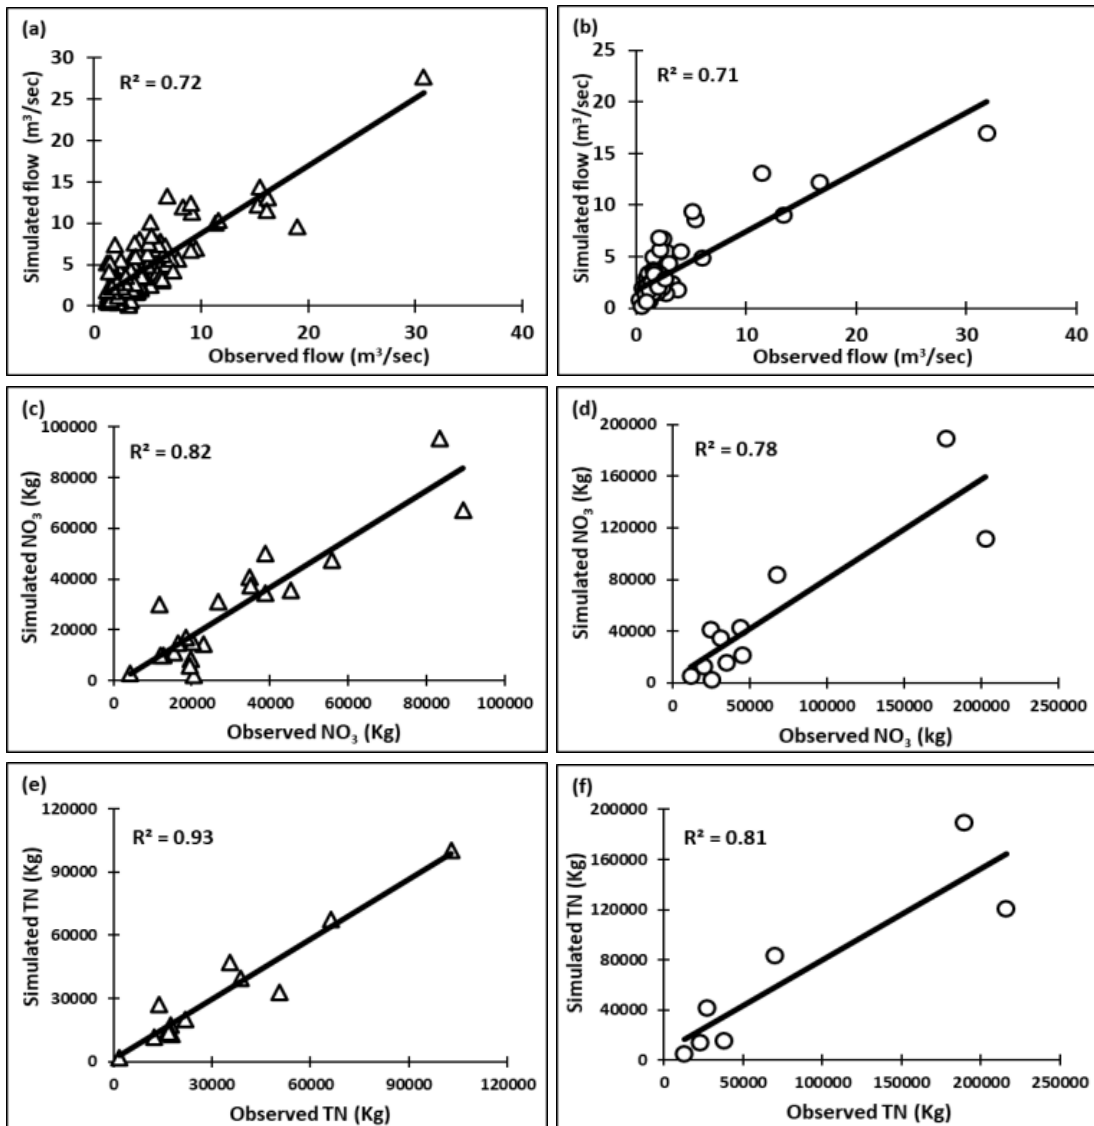 (a)
R² = 0.72
Simulated flow (m³/sec)
30
25
20
15
10
5
0
0 10 20 30 40
Observed flow (m³/sec)
(b)
R² = 0.71
Simulated flow (m³/sec)
25
20
15
10
5
0
0 10 20 30 40
Observed flow (m³/sec)
(c)
R² = 0.82
Simulated NO₃ (Kg)
100000
80000
60000
40000
20000
0
0 20000 40000 60000 80000 100000
Observed NO₃ (Kg)
(d)
R² = 0.78
Simulated NO₃ (Kg)
200000
160000
120000
80000
40000
0
0 50000 100000 150000 200000 250000
Observed NO₃ (kg)
(e)
R² = 0.93
Simulated TN (Kg)
120000
90000
60000
30000
0
0 30000 60000 90000 120000
Observed TN (Kg)
(f)
R² = 0.81
Simulated TN (Kg)
200000
160000
120000
80000
40000
0
0 50000 100000 150000 200000 250000
Observed TN (Kg)